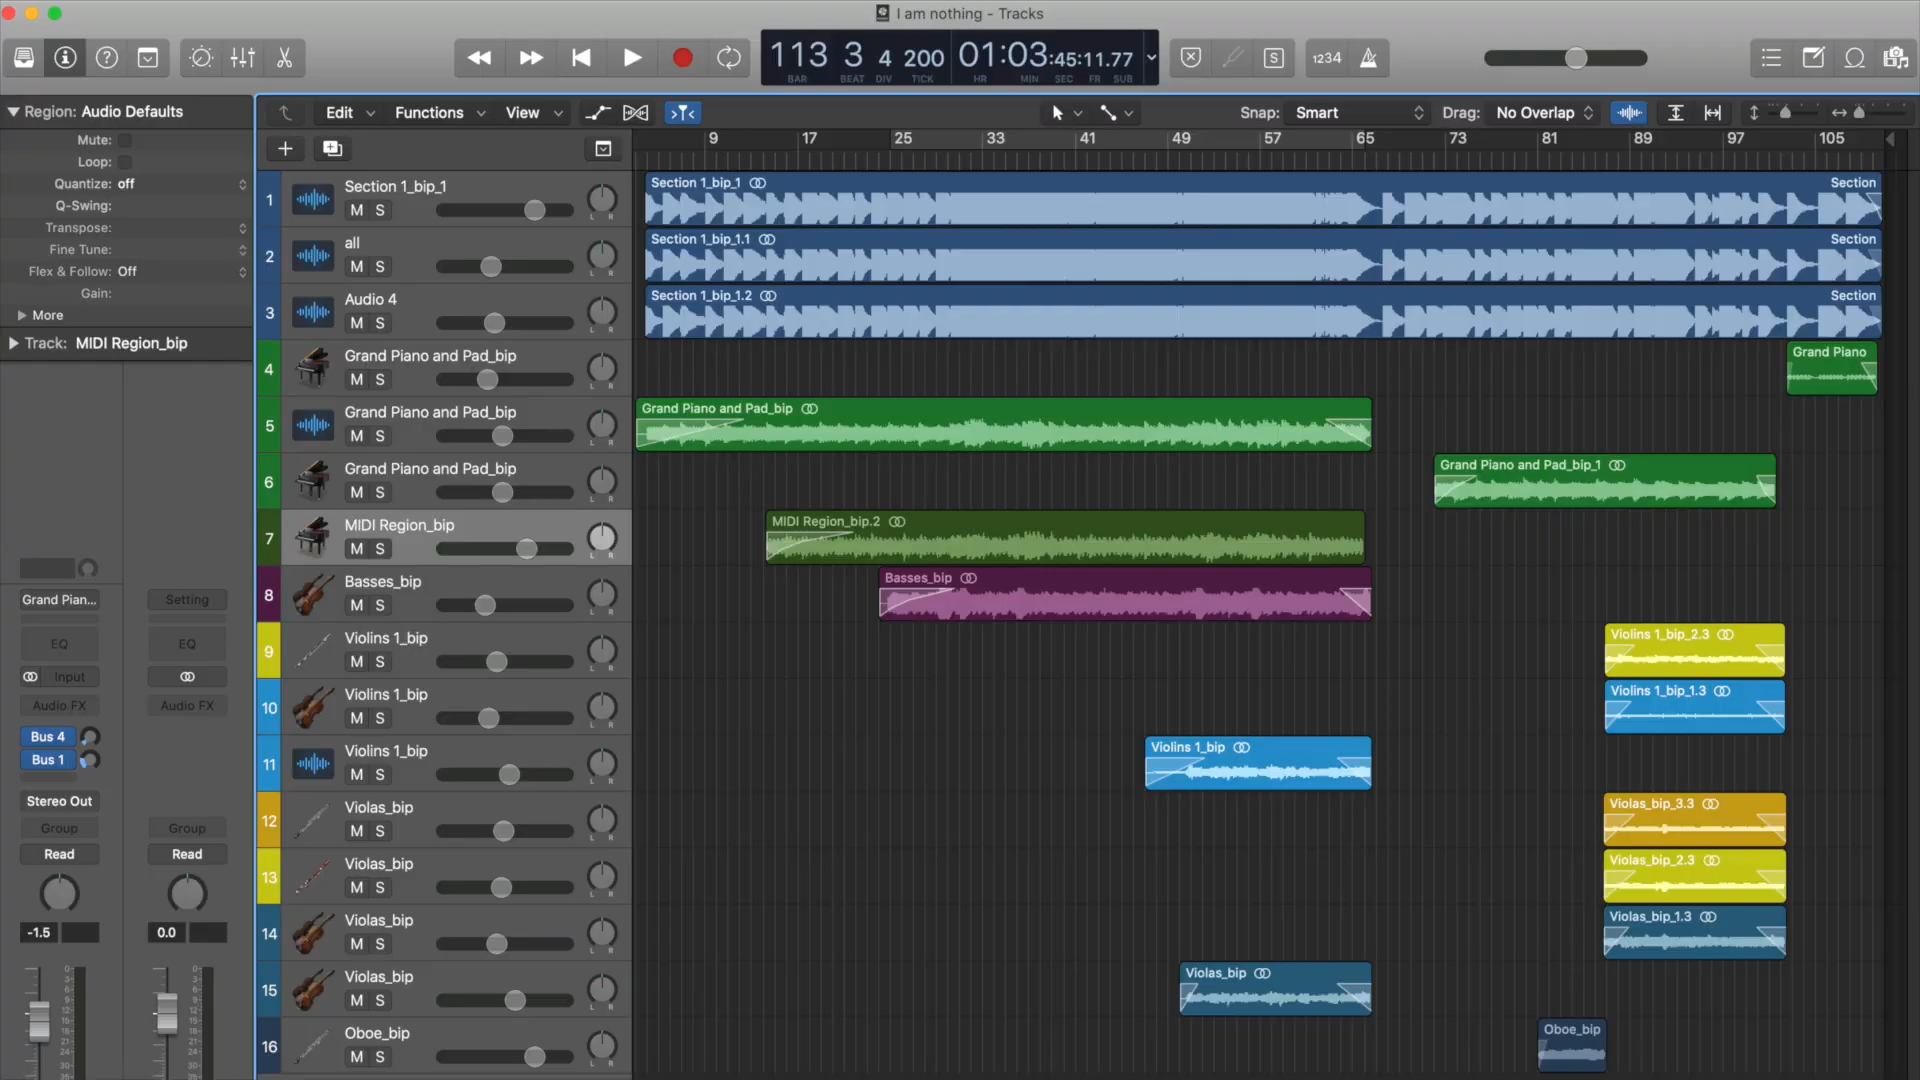 I am nothing - Tracks
113 3 4 200 01:03:45:11.77
BAR BEAT DIV TICK HR MIN SEC FR SUB
S
1234
Region: Audio Defaults
Mute:
Loop:
Quantize: off
Q-Swing:
Transpose:
Fine Tune:
Flex & Follow: Off
Gain:
More
Track: MIDI Region_bip
Edit Functions View
Snap: Smart
Drag: No Overlap
9 17 25 33 41 49 57 65 73 81 89 97 105
1 Section 1_bip_1
M S L R
Section 1_bip_1 Section
2 all
M S L R
Section 1_bip_1.1 Section
3 Audio 4
M S L R
Section 1_bip_1.2 Section
4 Grand Piano and Pad_bip
M S L R
Grand Piano
5 Grand Piano and Pad_bip
M S L R
Grand Piano and Pad_bip
6 Grand Piano and Pad_bip
M S L R
Grand Piano and Pad_bip_1
7 MIDI Region_bip
M S L R
MIDI Region_bip.2
8 Basses_bip
M S L R
Basses_bip
9 Violins 1_bip
M S L R
Violins 1_bip_2.3
10 Violins 1_bip
M S L R
Violins 1_bip_1.3
11 Violins 1_bip
M S L R
Violins 1_bip
12 Violas_bip
M S L R
Violas_bip_3.3
13 Violas_bip
M S L R
Violas_bip_2.3
14 Violas_bip
M S L R
Violas_bip_1.3
15 Violas_bip
M S L R
Violas_bip
16 Oboe_bip
M S L R
Oboe_bip
Grand Pian... Setting
EQ EQ
Input
Audio FX Audio FX
Bus 4
Bus 1
Stereo Out
Group Group
Read Read
-1.5 0.0